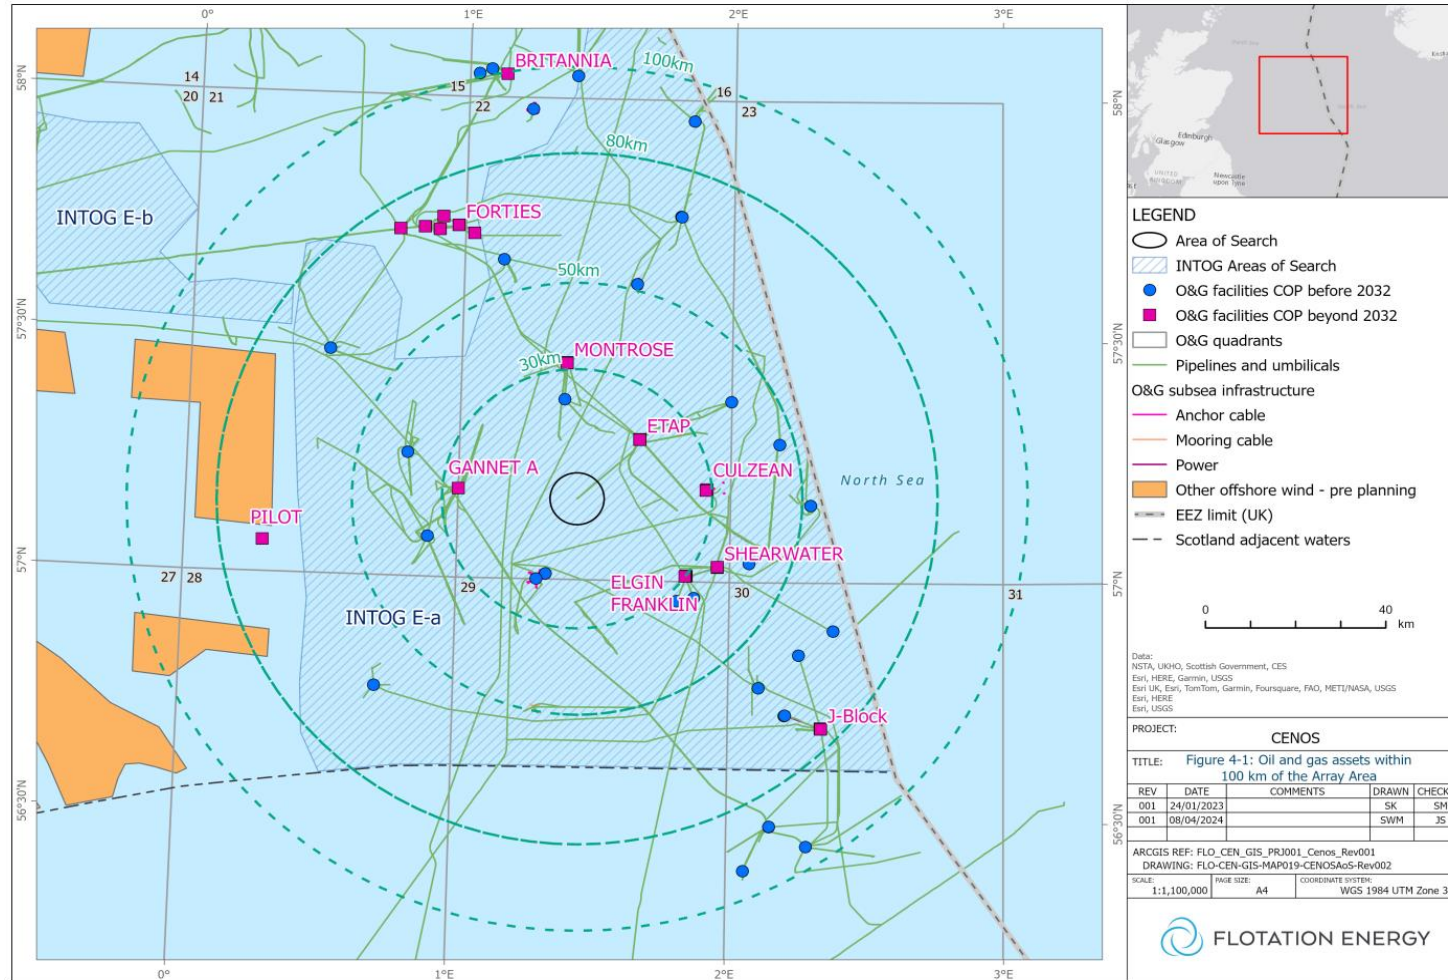 0°
1°E
2°E
3°E
58°N
57°30'N
57°N
56°30'N
58°N
57°30'N
57°N
56°30'N
0°
1°E
2°E
3°E
14
15
16
20
21
22
23
27
28
29
30
31
100km
80km
50km
30km
BRITANNIA
FORTIES
INTOG E-b
MONTROSE
ETAP
GANNET A
CULZEAN
North Sea
PILOT
SHEARWATER
ELGIN
FRANKLIN
INTOG E-a
J-Block
Edinburgh
Glasgow
UNITED
KINGDOM
Newcastle
upon Tyne
LEGEND
Area of Search
INTOG Areas of Search
O&G facilities COP before 2032
O&G facilities COP beyond 2032
O&G quadrants
Pipelines and umbilicals
O&G subsea infrastructure
Anchor cable
Mooring cable
Power
Other offshore wind - pre planning
EEZ limit (UK)
Scotland adjacent waters
0 40
km
Data:
NSTA, UKHO, Scottish Government, CES
Esri, HERE, Garmin, USGS
Esri UK, Esri, TomTom, Garmin, Foursquare, FAO, METI/NASA, USGS
Esri, HERE
Esri, USGS
PROJECT:
CENOS
TITLE: Figure 4-1: Oil and gas assets within
100 km of the Array Area
REV DATE COMMENTS DRAWN CHECK
001 24/01/2023 SK SM
001 08/04/2024 SWM JS
ARCGIS REF: FLO_CEN_GIS_PRJ001_Cenos_Rev001
DRAWING: FLO-CEN-GIS-MAP019-CENOSAoS-Rev002
SCALE: PAGE SIZE: COORDINATE SYSTEM:
1:1,100,000 A4 WGS 1984 UTM Zone 3
FLOTATION ENERGY